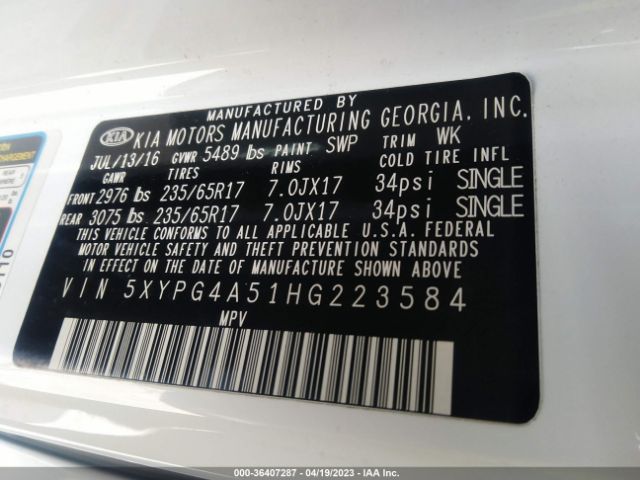 MANUFACTURED BY
KIA KIA MOTORS MANUFACTURING GEORGIA, INC.
JUL/13/16 GVWR 5489 lbs PAINT SWP TRIM WK
GAWR TIRES RIMS COLD TIRE INFL
FRONT 2976 lbs 235/65R17 7.0JX17 34psi SINGLE
REAR 3075 lbs 235/65R17 7.0JX17 34psi SINGLE
THIS VEHICLE CONFORMS TO ALL APPLICABLE U.S.A. FEDERAL
MOTOR VEHICLE SAFETY AND THEFT PREVENTION STANDARDS
IN EFFECT ON THE DATE OF MANUFACTURE SHOWN ABOVE.
VIN 5XYPG4A51HG223584
MPV
000-36407287 - 04/19/2023 - IAA Inc.